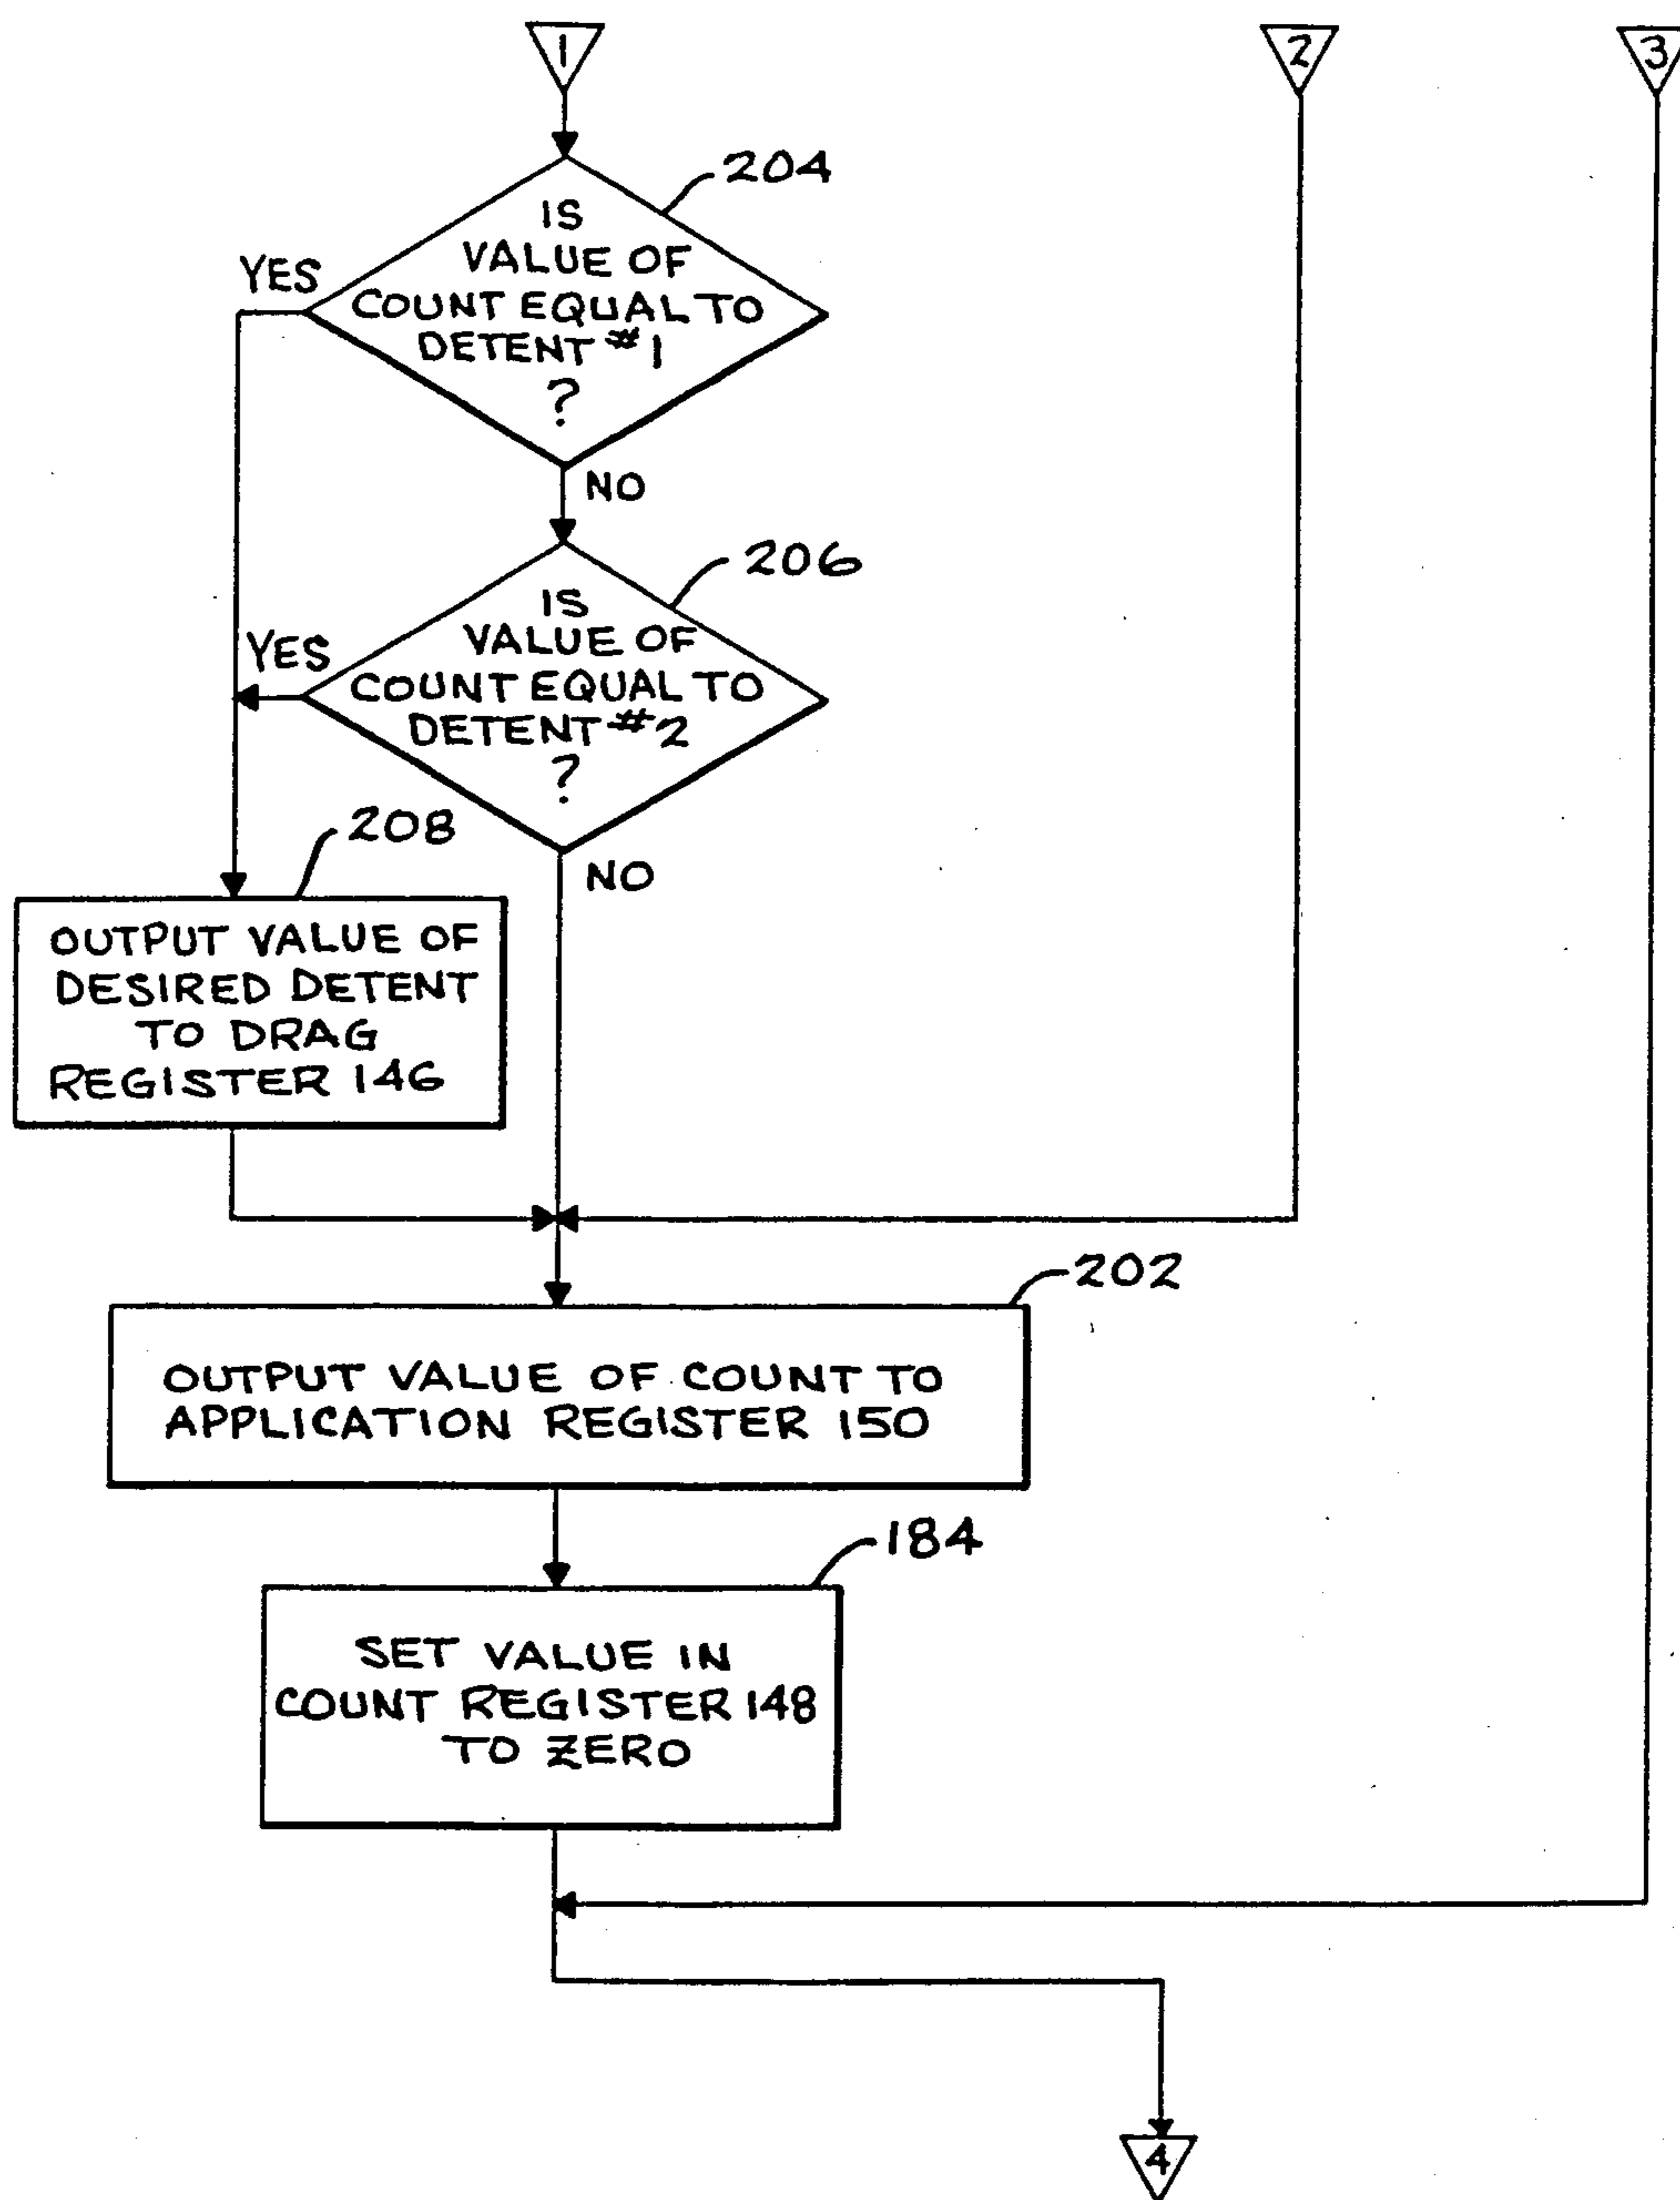 1
2
3
204
IS
VALUE OF
COUNT EQUAL TO
DETENT #1
?
YES
NO
206
IS
VALUE OF
COUNT EQUAL TO
DETENT #2
?
YES
NO
208
OUTPUT VALUE OF
DESIRED DETENT
TO DRAG
REGISTER 146
202
OUTPUT VALUE OF COUNT TO
APPLICATION REGISTER 150
184
SET VALUE IN
COUNT REGISTER 148
TO ZERO
4